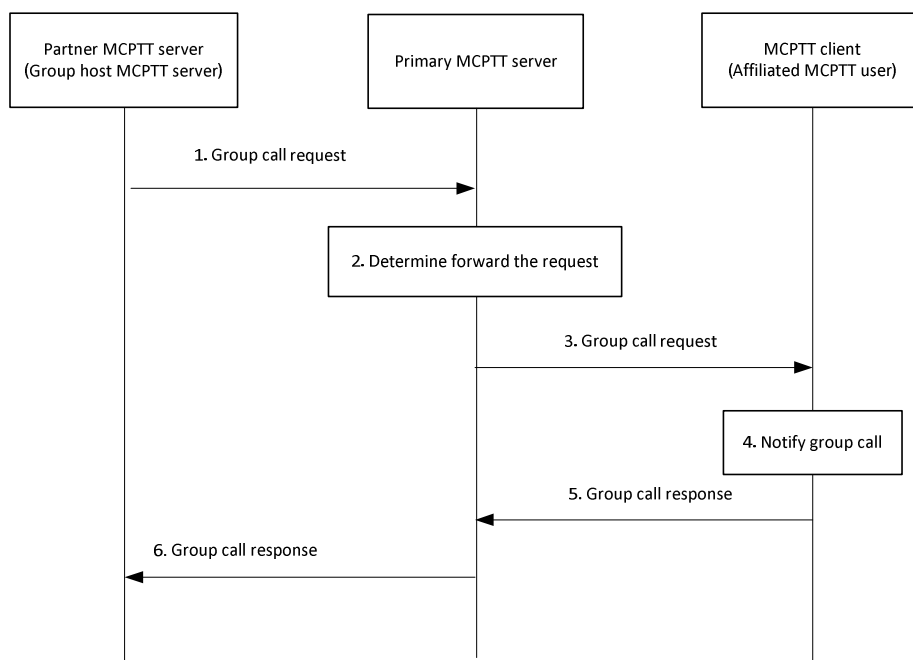 Partner MCPTT server
(Group host MCPTT server)
Primary MCPTT server
MCPTT client
(Affiliated MCPTT user)
1. Group call request
2. Determine forward the request
3. Group call request
4. Notify group call
5. Group call response
6. Group call response